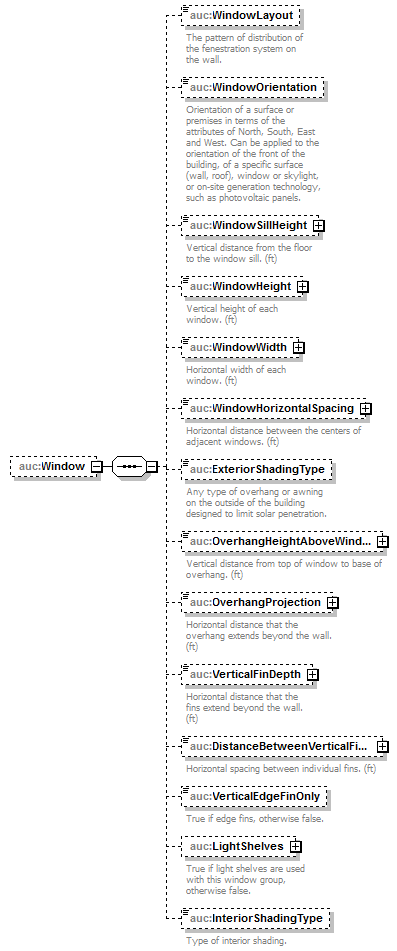 auc:WindowLayout
The pattern of distribution of
the fenestration system on
the wall.
auc:WindowOrientation
Orientation of a surface or
premises in terms of the
attributes of North, South, East
and West. Can be applied to the
orientation of the front of the
building, of a specific surface
(wall, roof), window or skylight,
or on-site generation technology,
such as photovoltaic panels.
auc:WindowSillHeight
Vertical distance from the floor
to the window sill. (ft)
auc:WindowHeight
Vertical height of each
window. (ft)
auc:WindowWidth
Horizontal width of each
window. (ft)
auc:WindowHorizontalSpacing
Horizontal distance between the centers of
adjacent windows. (ft)
auc:Window
auc:ExteriorShadingType
Any type of overhang or awning
on the outside of the building
designed to limit solar penetration.
auc:OverhangHeightAboveWind...
Vertical distance from top of window to base of
overhang. (ft)
auc:OverhangProjection
Horizontal distance that the
overhang extends beyond the wall.
(ft)
auc:VerticalFinDepth
Horizontal distance that the
fins extend beyond the wall.
(ft)
auc:DistanceBetweenVerticalFi...
Horizontal spacing between individual fins. (ft)
auc:VerticalEdgeFinOnly
True if edge fins, otherwise false.
auc:LightShelves
True if light shelves are used
with this window group,
otherwise false.
auc:InteriorShadingType
Type of interior shading.